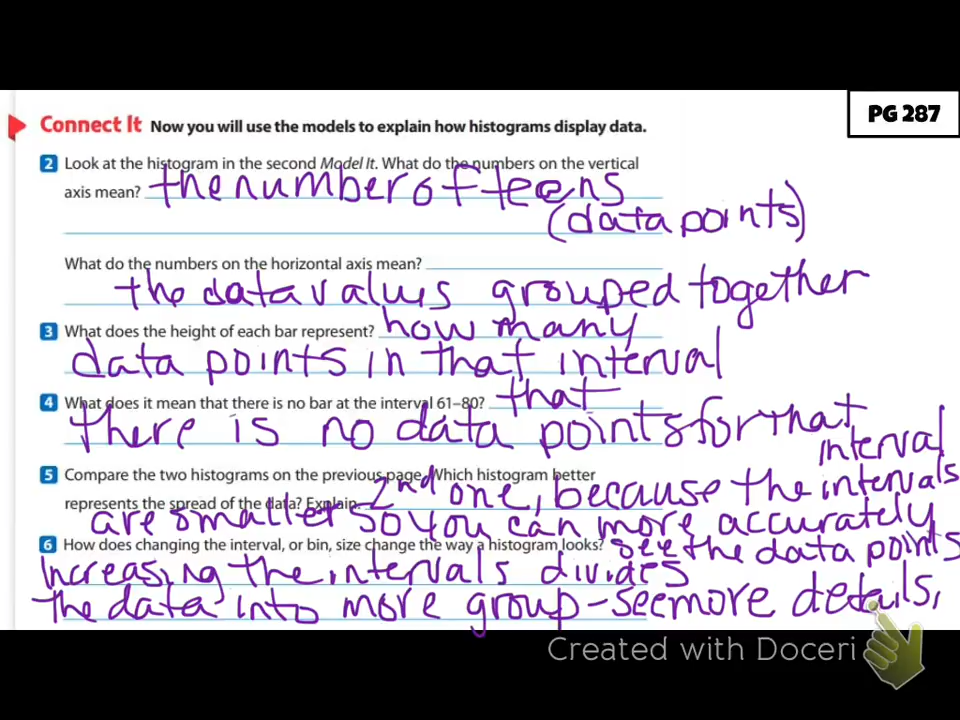 PG 287
Connect It Now you will use the models to explain how histograms display data.
2 Look at the histogram in the second Model It. What do the numbers on the vertical
axis mean? the number of teens
(data points)
What do the numbers on the horizontal axis mean?
the data values grouped together
3 What does the height of each bar represent? how many
data points in that interval
4 What does it mean that there is no bar at the interval 61–80? that
there is no data points for that
interval
5 Compare the two histograms on the previous page. Which histogram better
represents the spread of the data? Explain. 2nd one, because the intervals
are smaller so you can more accurately
6 How does changing the interval, or bin, size change the way a histogram looks? see the data points
Increasing the intervals divides
the data into more group - see more details.
Created with Doceri